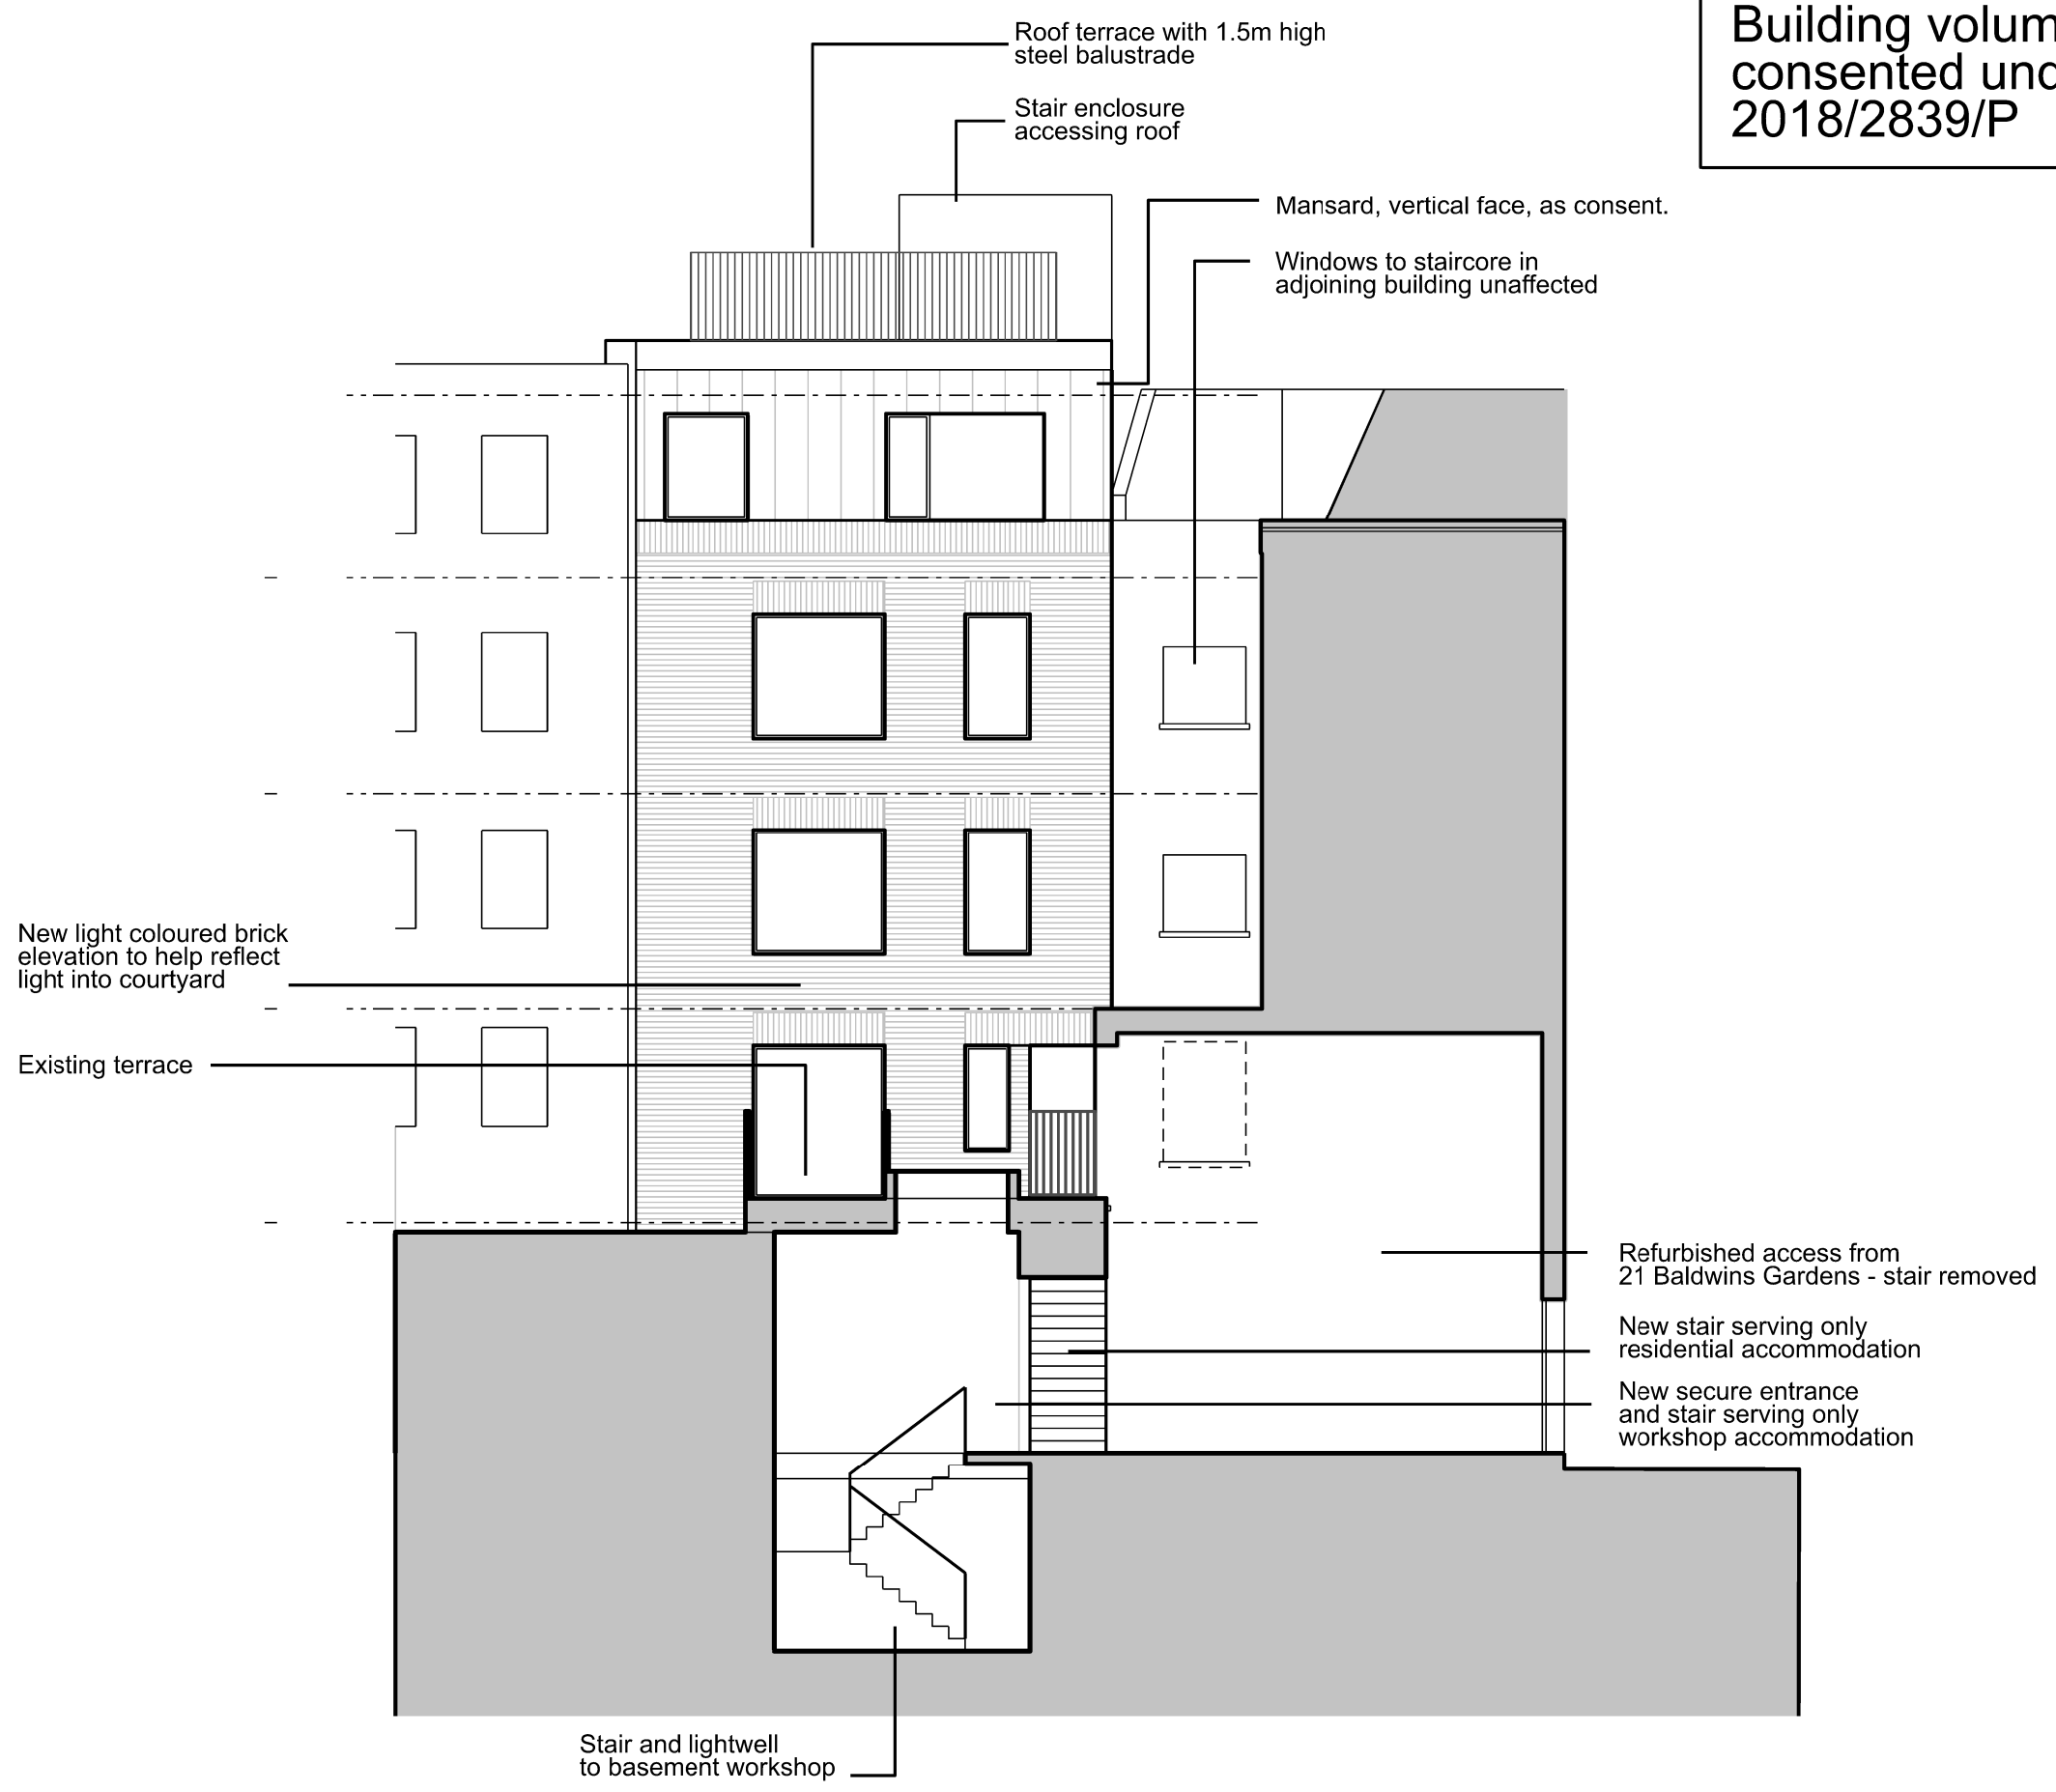 Roof terrace with 1.5m high
steel balustrade
Stair enclosure
accessing roof
Building volum
consented und
2018/2839/P
Mansard, vertical face, as consent.
Windows to staircore in
adjoining building unaffected
New light coloured brick
elevation to help reflect
light into courtyard
Existing terrace
Refurbished access from
21 Baldwins Gardens - stair removed
New stair serving only
residential accommodation
New secure entrance
and stair serving only
workshop accommodation
Stair and lightwell
to basement workshop